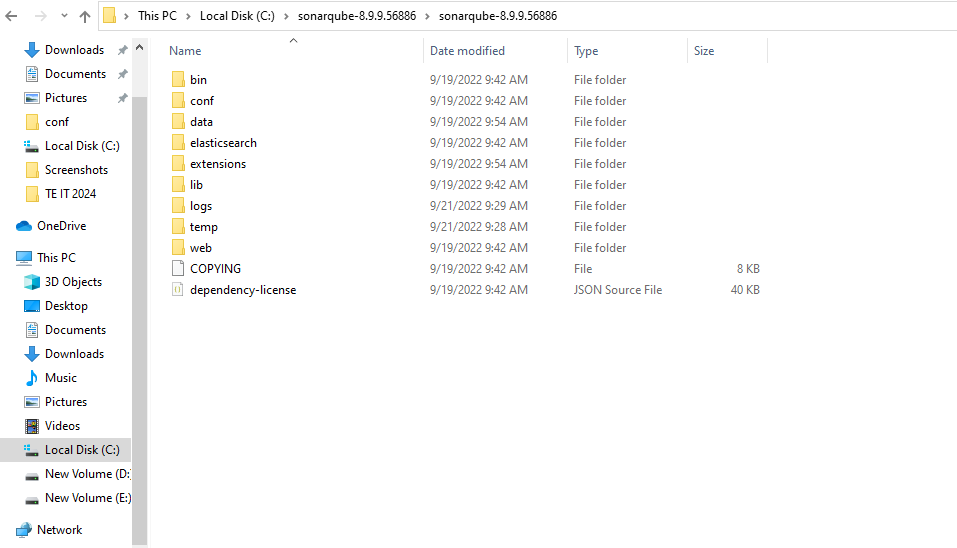 This PC > Local Disk (C:) > sonarqube-8.9.9.56886 > sonarqube-8.9.9.56886
Downloads
Documents
Pictures
conf
Local Disk (C:)
Screenshots
TE IT 2024
OneDrive
This PC
3D Objects
Desktop
Documents
Downloads
Music
Pictures
Videos
Local Disk (C:)
New Volume (D:
New Volume (E:)
Network
Name Date modified Type Size
bin 9/19/2022 9:42 AM File folder
conf 9/19/2022 9:42 AM File folder
data 9/19/2022 9:54 AM File folder
elasticsearch 9/19/2022 9:42 AM File folder
extensions 9/19/2022 9:54 AM File folder
lib 9/19/2022 9:42 AM File folder
logs 9/21/2022 9:29 AM File folder
temp 9/21/2022 9:28 AM File folder
web 9/19/2022 9:42 AM File folder
COPYING 9/19/2022 9:42 AM File 8 KB
dependency-license 9/19/2022 9:42 AM JSON Source File 40 KB